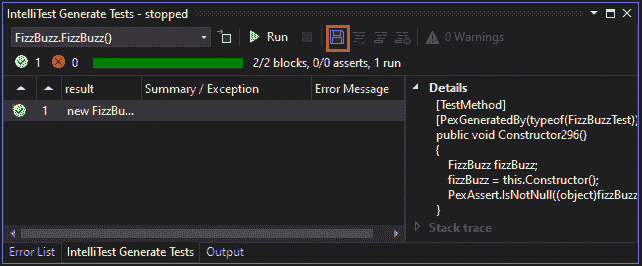 IntelliTest Generate Tests - stopped
FizzBuzz.FizzBuzz() Run 0 Warnings
1 0 2/2 blocks, 0/0 asserts, 1 run
result Summary / Exception Error Message
1 new FizzBu...
Details
[TestMethod]
[PexGeneratedBy(typeof(FizzBuzzTest))
public void Constructor296()
{
FizzBuzz fizzBuzz;
fizzBuzz = this.Constructor();
PexAssert.IsNotNull((object)fizzBuzz
}
Stack trace
Error List IntelliTest Generate Tests Output